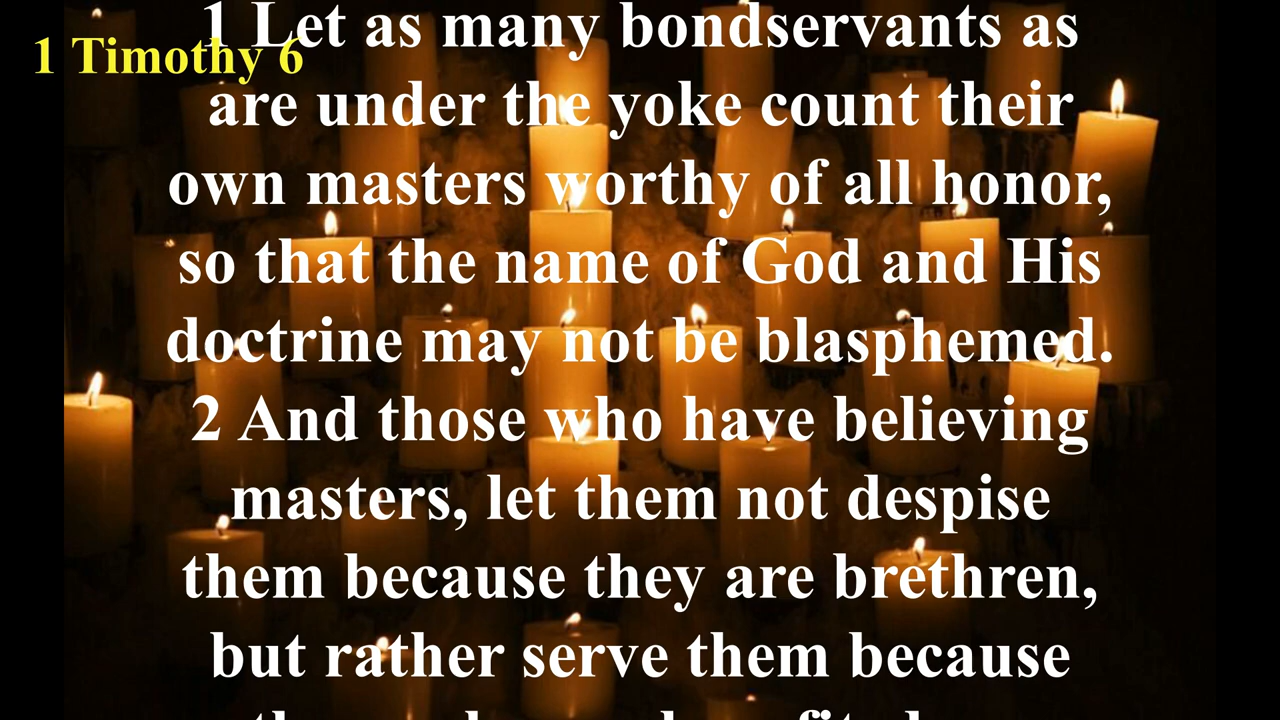 1 Timothy 6
1 Let as many bondservants as
are under the yoke count their
own masters worthy of all honor,
so that the name of God and His
doctrine may not be blasphemed.
2 And those who have believing
masters, let them not despise
them because they are brethren,
but rather serve them because